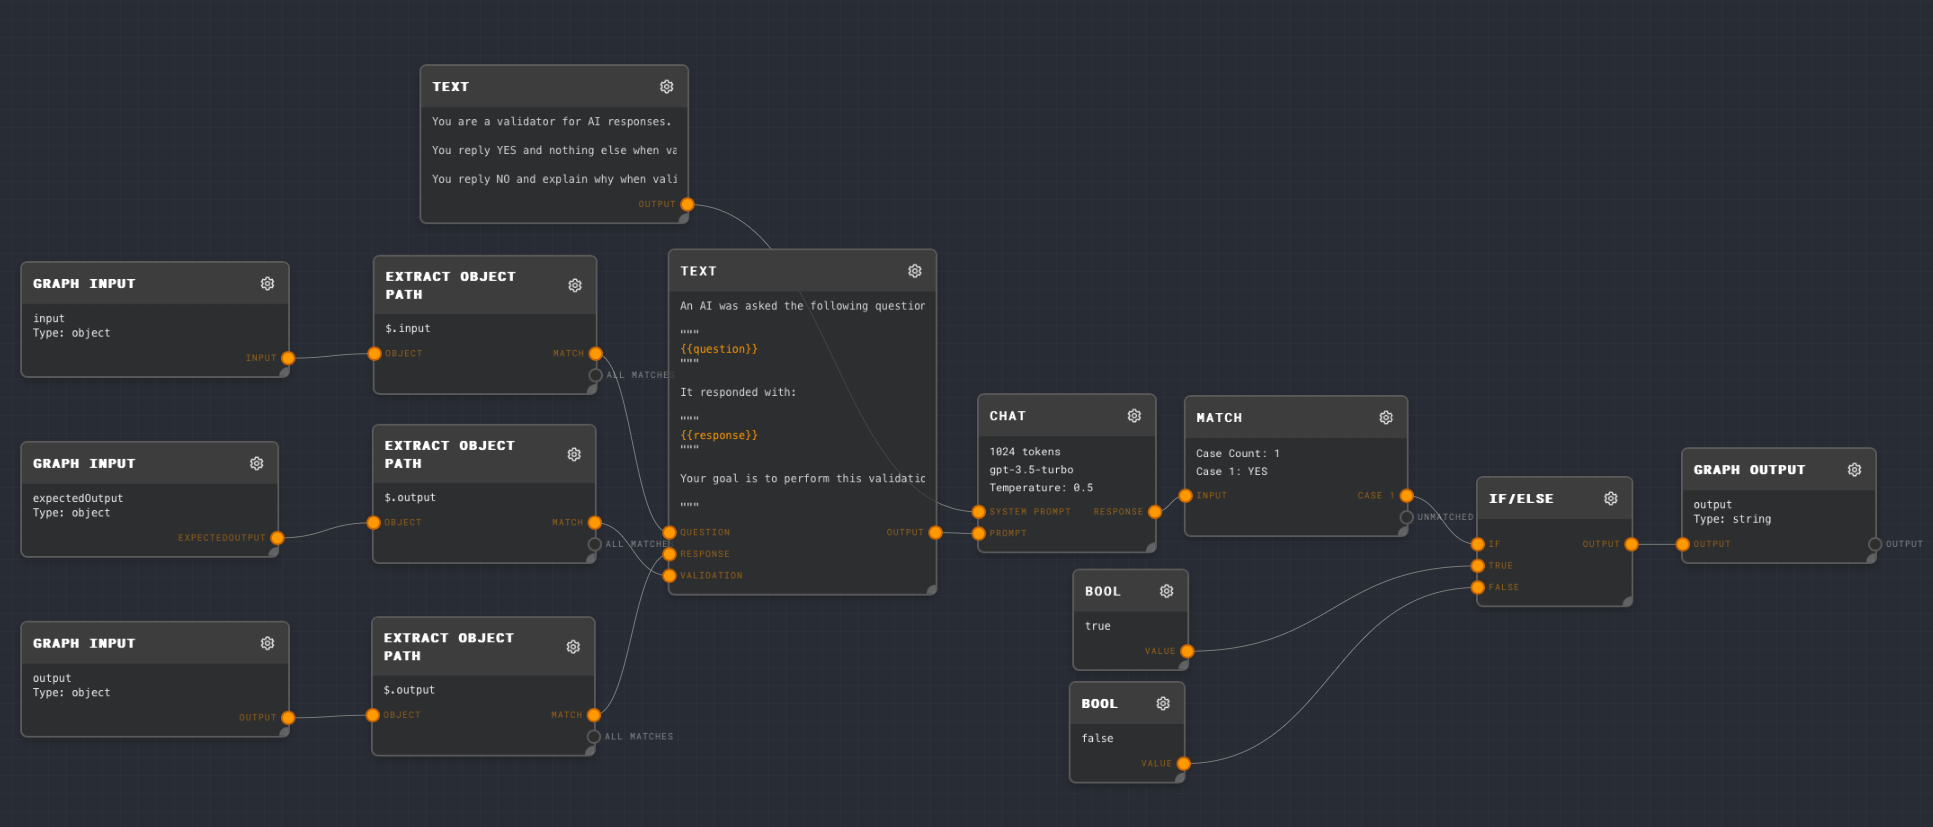 TEXT
You are a validator for AI responses.
You reply YES and nothing else when va
You reply NO and explain why when vali
OUTPUT
GRAPH INPUT
input
Type: object
INPUT
EXTRACT OBJECT
PATH
$.input
OBJECT
MATCH
ALL MATCHES
GRAPH INPUT
expectedOutput
Type: object
EXPECTEDOUTPUT
EXTRACT OBJECT
PATH
$.output
OBJECT
MATCH
ALL MATCHES
GRAPH INPUT
output
Type: object
OUTPUT
EXTRACT OBJECT
PATH
$.output
OBJECT
MATCH
ALL MATCHES
TEXT
An AI was asked the following question
"""
{{question}}
"""
It responded with:
"""
{{response}}
"""
Your goal is to perform this validatic
"""
QUESTION
RESPONSE
VALIDATION
OUTPUT
CHAT
1024 tokens
gpt-3.5-turbo
Temperature: 0.5
SYSTEM PROMPT
RESPONSE
PROMPT
MATCH
Case Count: 1
Case 1: YES
INPUT
CASE 1
UNMATCHED
BOOL
true
VALUE
BOOL
false
VALUE
IF/ELSE
IF
OUTPUT
TRUE
FALSE
GRAPH OUTPUT
output
Type: string
OUTPUT
OUTPUT